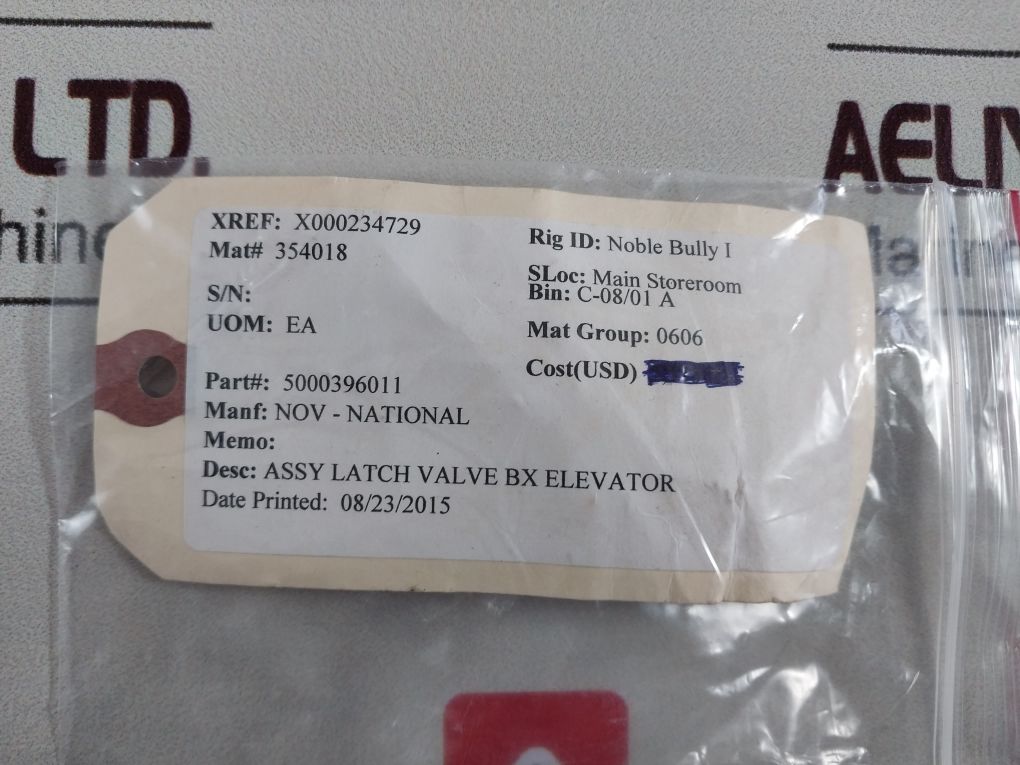 LTD.
AELIY
XREF: X000234729
Mat# 354018
S/N:
UOM: EA
Part#: 5000396011
Manf: NOV - NATIONAL
Memo:
Desc: ASSY LATCH VALVE BX ELEVATOR
Date Printed: 08/23/2015
Rig ID: Noble Bully I
SLoc: Main Storeroom
Bin: C-08/01 A
Mat Group: 0606
Cost(USD)